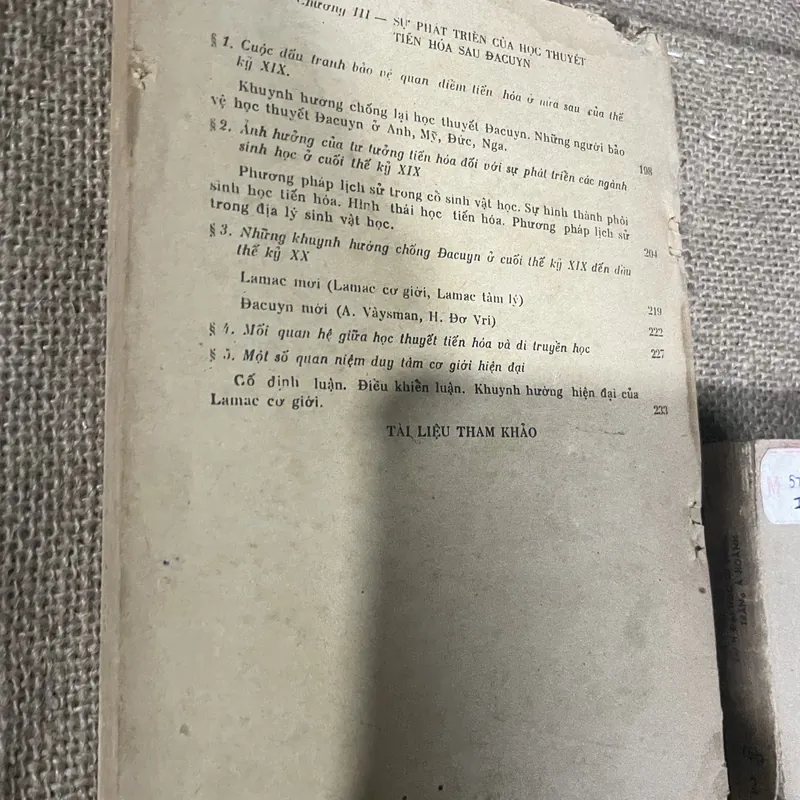 Chương III — SỰ PHÁT TRIỂN CỦA HỌC THUYẾT
TIẾN HÓA SAU ĐACUYN
§ 1. Cuộc đấu tranh bảo vệ quan điểm tiến hóa ở nửa sau của thế
kỷ XIX.
Khuynh hướng chống lại học thuyết Đacuyn. Những người bảo
vệ học thuyết Đacuyn ở Anh, Mỹ, Đức, Nga. 198
§ 2. Ảnh hưởng của tư tưởng tiến hóa đối với sự phát triển các ngành
sinh học ở cuối thế kỷ XIX
Phương pháp lịch sử trong cổ sinh vật học. Sự hình thành phôi
sinh học tiến hóa. Hình thái học tiến hóa. Phương pháp lịch sử
trong địa lý sinh vật học. 204
§ 3. Những khuynh hướng chống Đacuyn ở cuối thế kỷ XIX đến đầu
thế kỷ XX
Lamac mới (Lamac cơ giới, Lamac tâm lý) 219
Đacuyn mới (A. Vàysman, H. Đơ Vri) 222
§ 4. Mối quan hệ giữa học thuyết tiến hóa và di truyền học 227
§ 5. Một số quan niệm duy tâm cơ giới hiện đại
Cố định luận. Điều khiển luận. Khuynh hướng hiện đại của
Lamac cơ giới. 233
TÀI LIỆU THAM KHẢO
57